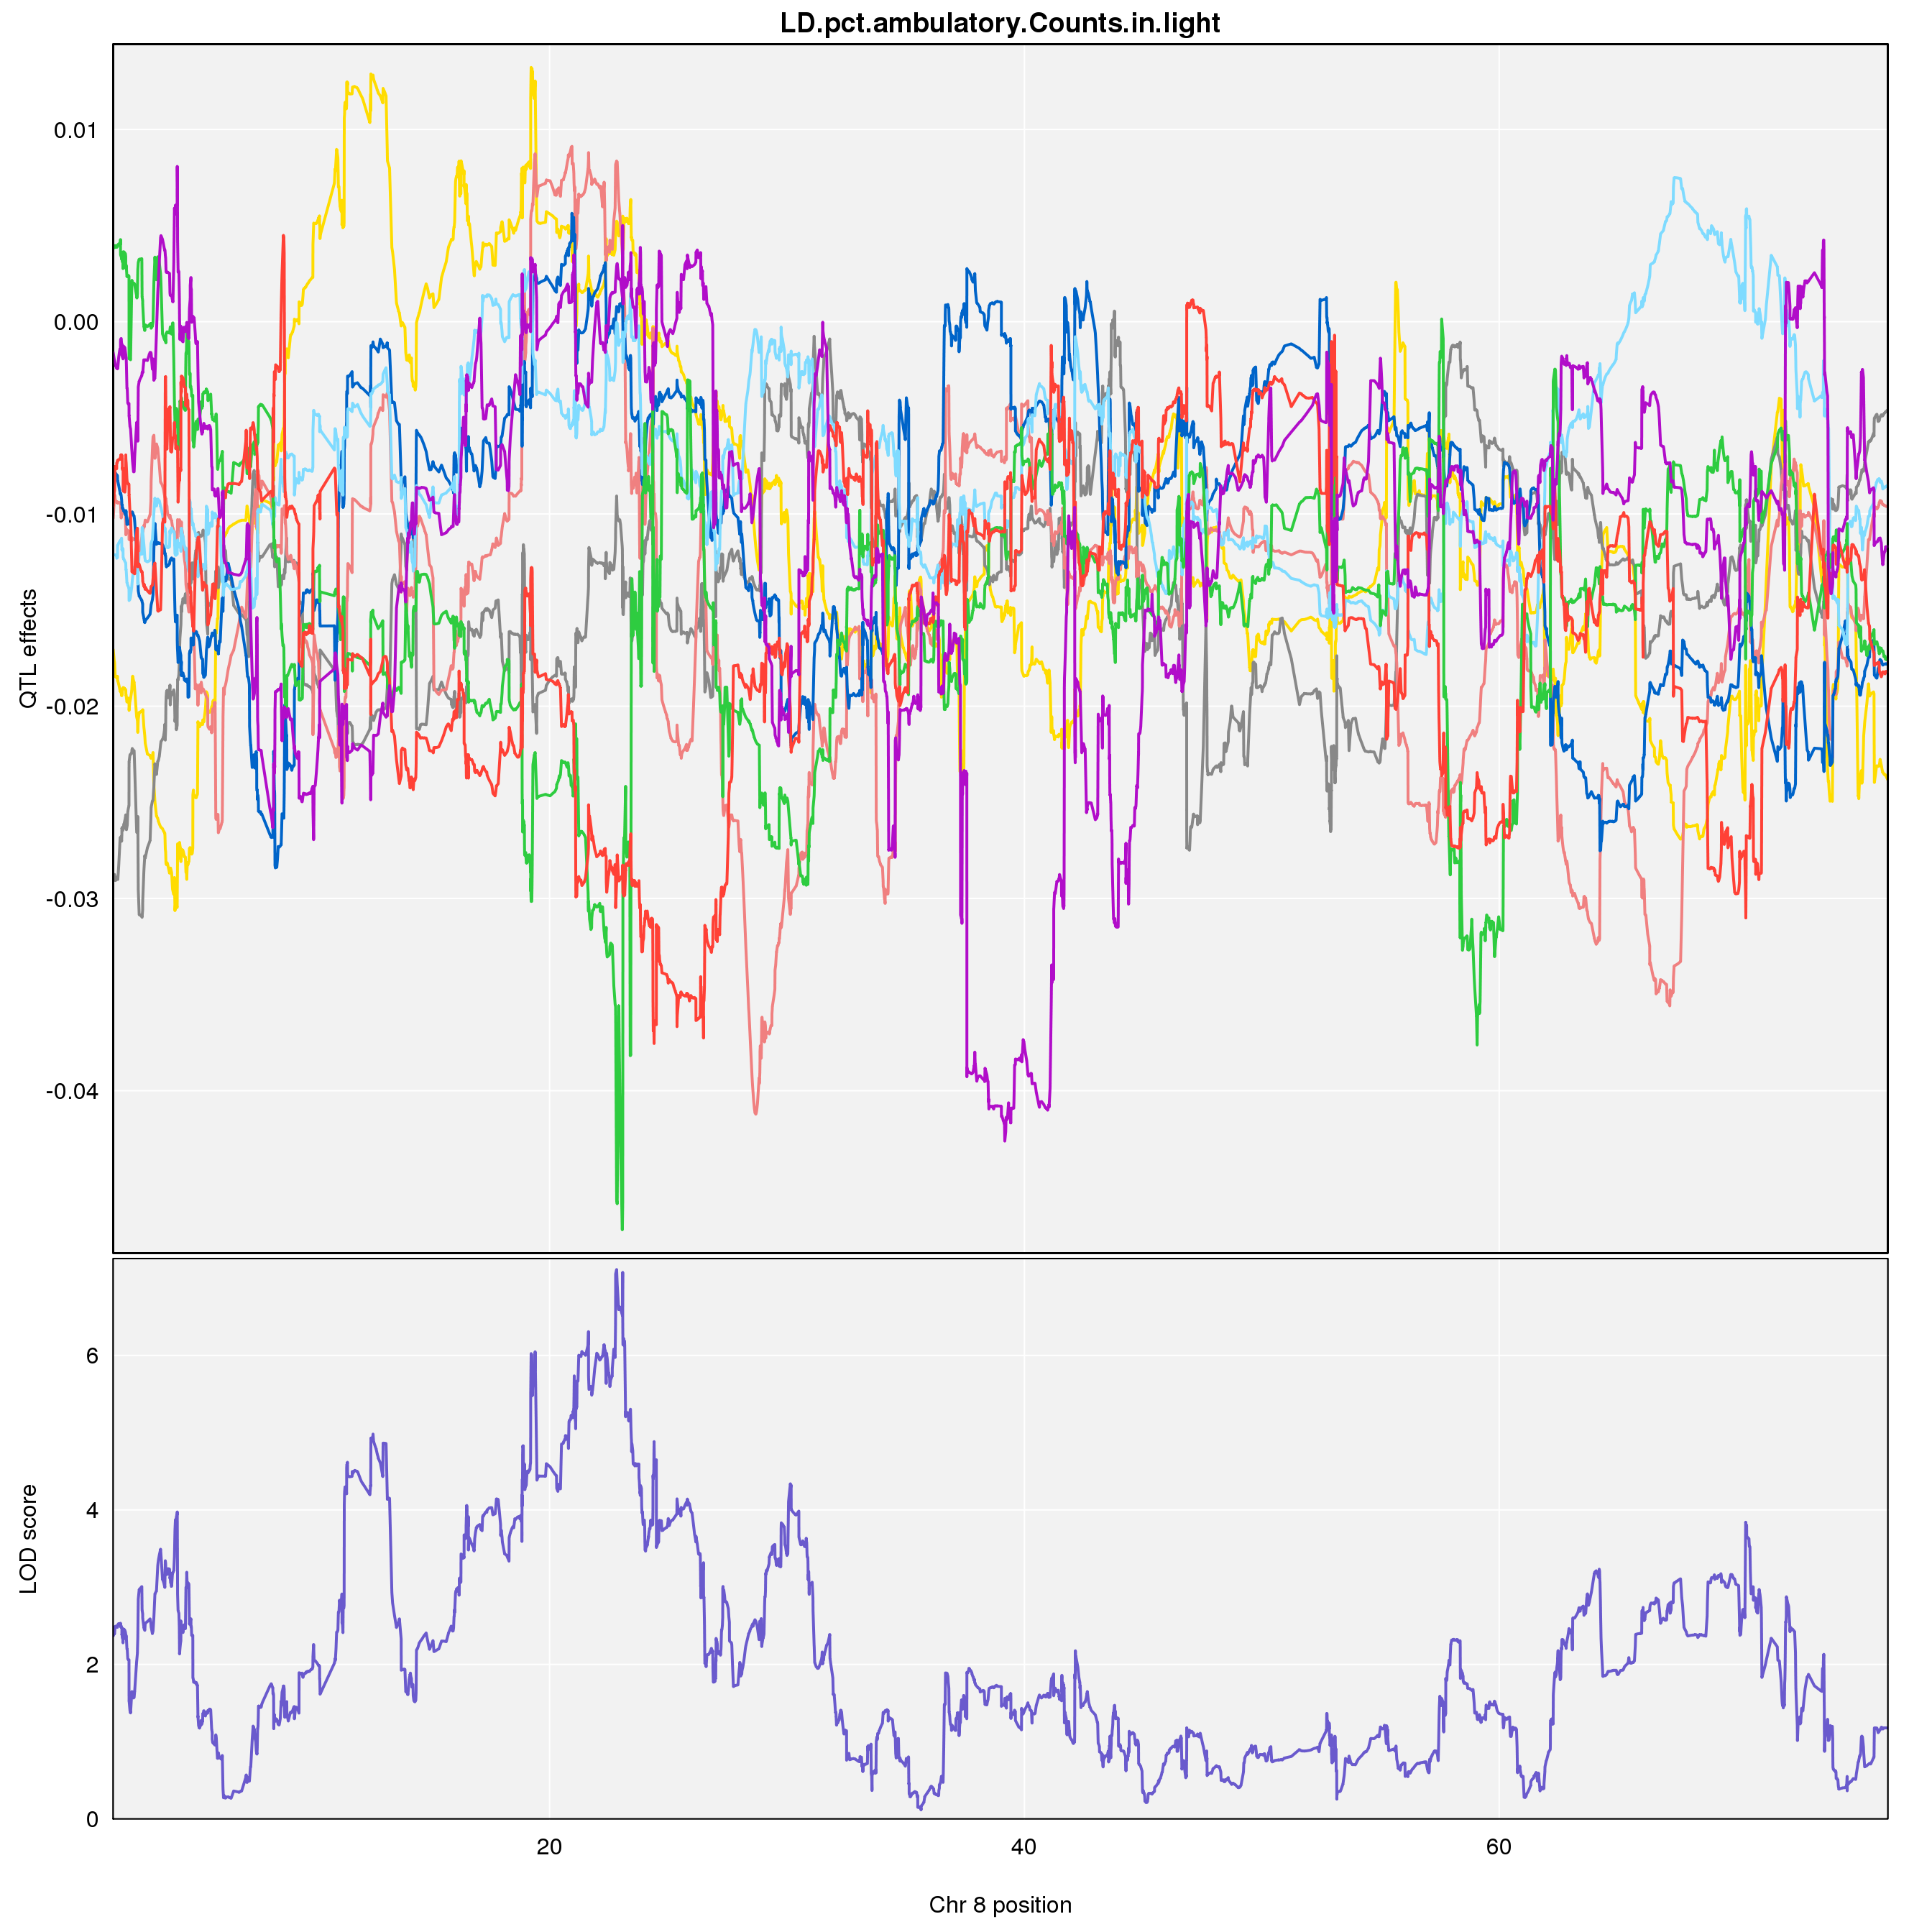 LD.pct.ambulatory.Counts.in.light
QTL effects
0.01
0.00
-0.01
-0.02
-0.03
-0.04
LOD score
6
4
2
0
20 40 60
Chr 8 position